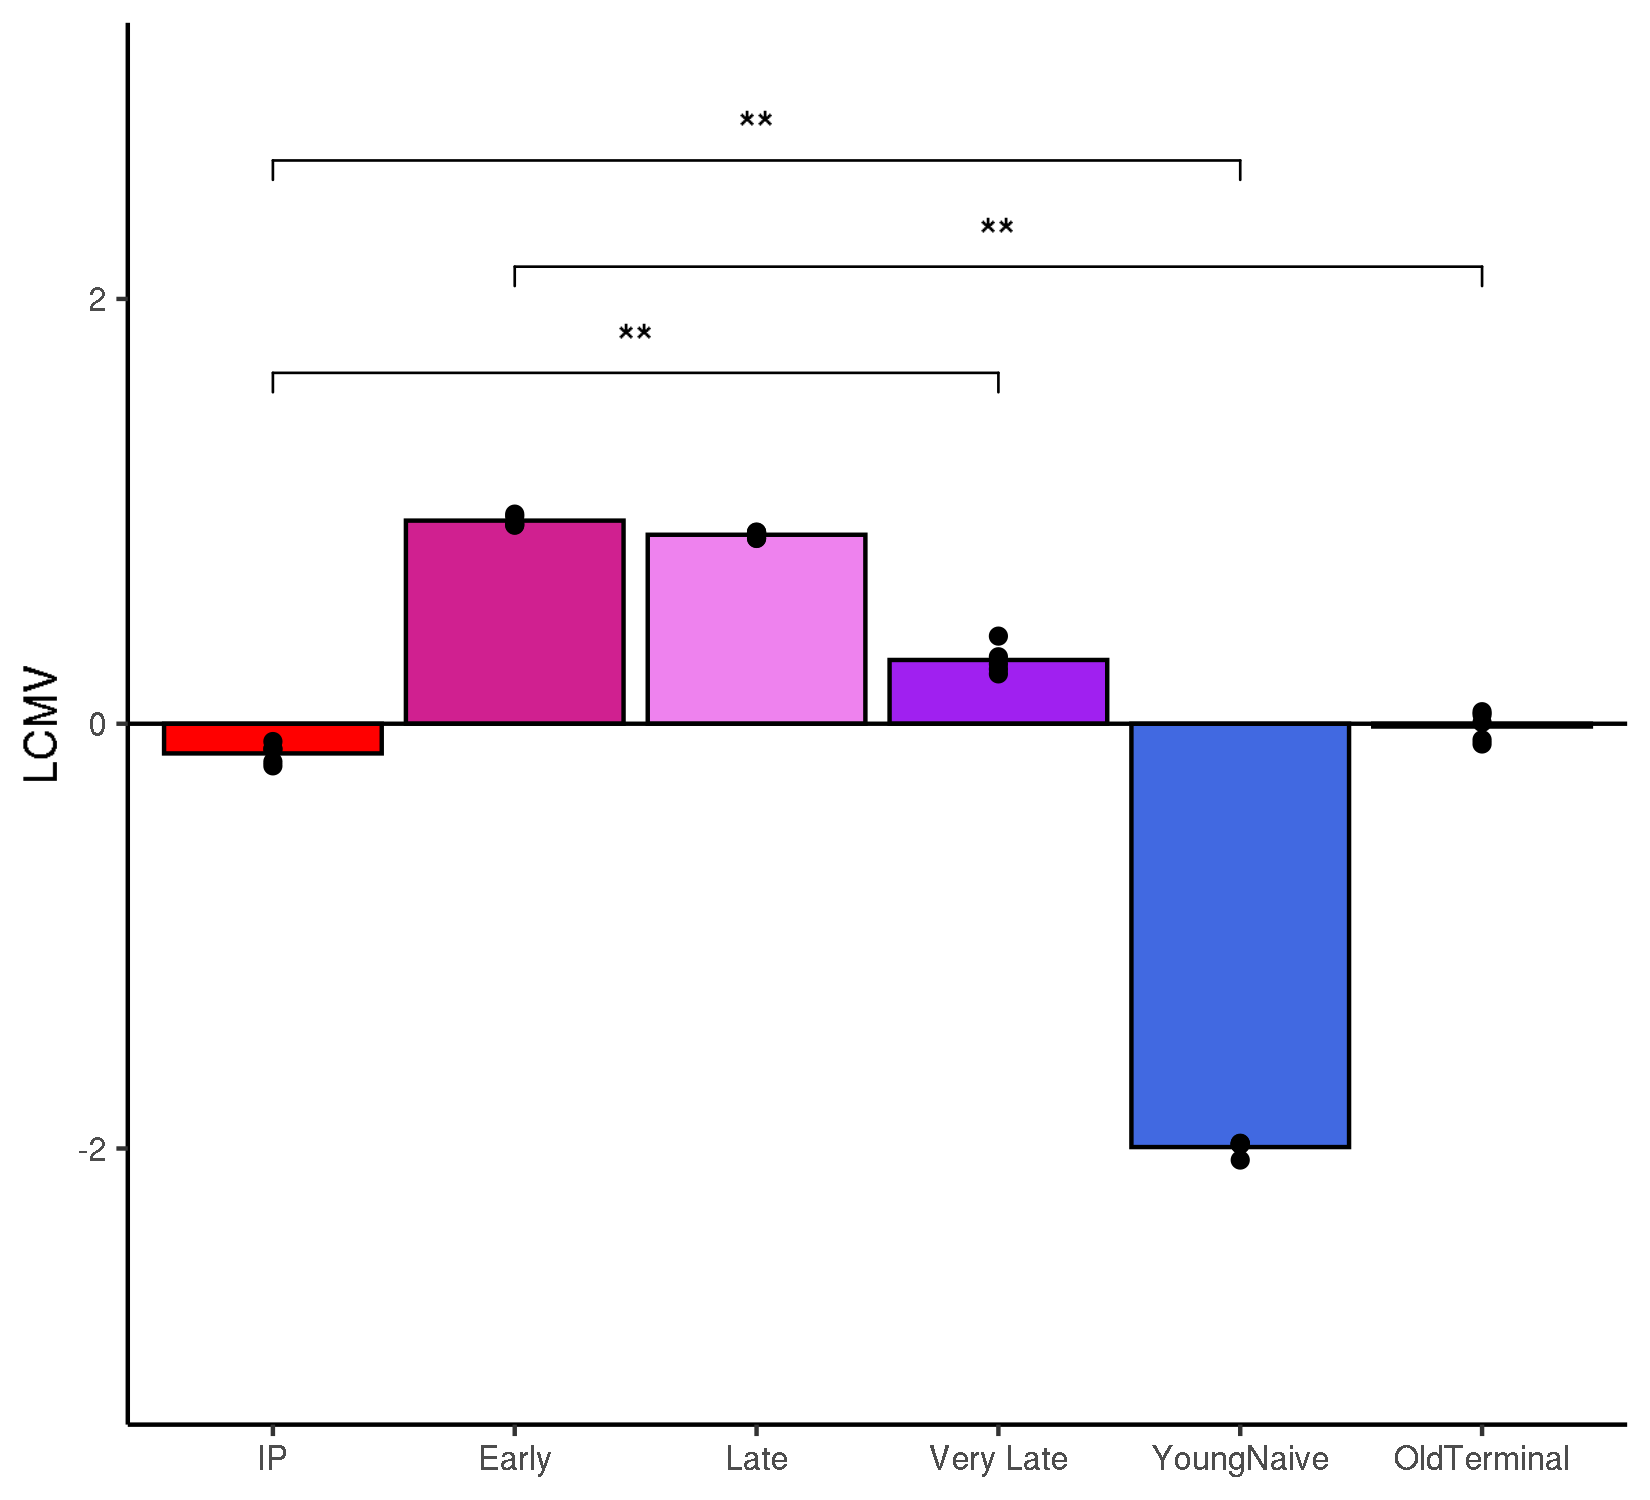 **
**
**
2
0
-2
LCMV
IP
Early
Late
Very Late
YoungNaive
OldTerminal